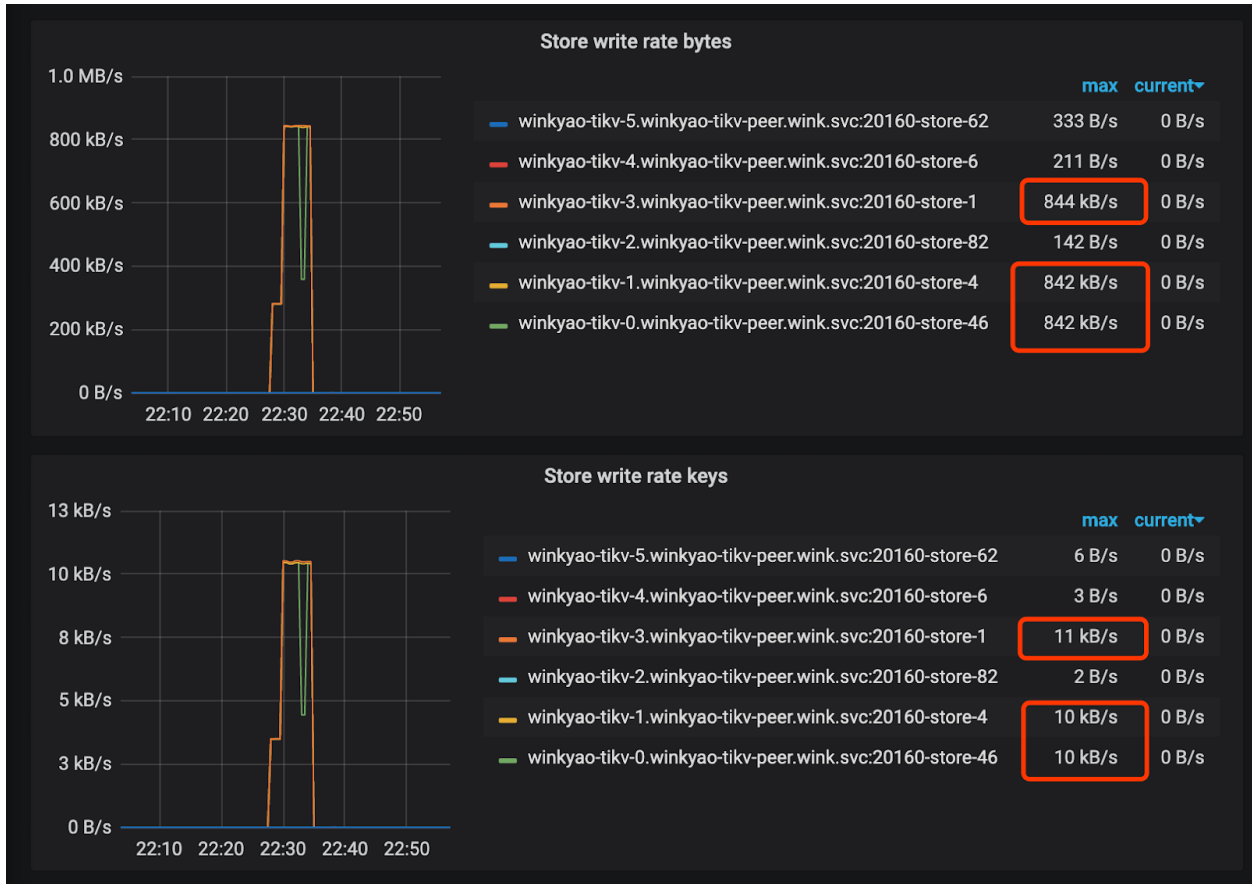 Store write rate bytes
max current
1.0 MB/s
800 kB/s
600 kB/s
400 kB/s
200 kB/s
0 B/s
22:10 22:20 22:30 22:40 22:50
winkyao-tikv-5.winkyao-tikv-peer.wink.svc:20160-store-62 333 B/s 0 B/s
winkyao-tikv-4.winkyao-tikv-peer.wink.svc:20160-store-6 211 B/s 0 B/s
winkyao-tikv-3.winkyao-tikv-peer.wink.svc:20160-store-1 844 kB/s 0 B/s
winkyao-tikv-2.winkyao-tikv-peer.wink.svc:20160-store-82 142 B/s 0 B/s
winkyao-tikv-1.winkyao-tikv-peer.wink.svc:20160-store-4 842 kB/s 0 B/s
winkyao-tikv-0.winkyao-tikv-peer.wink.svc:20160-store-46 842 kB/s 0 B/s
Store write rate keys
max current
13 kB/s
10 kB/s
8 kB/s
5 kB/s
3 kB/s
0 B/s
22:10 22:20 22:30 22:40 22:50
winkyao-tikv-5.winkyao-tikv-peer.wink.svc:20160-store-62 6 B/s 0 B/s
winkyao-tikv-4.winkyao-tikv-peer.wink.svc:20160-store-6 3 B/s 0 B/s
winkyao-tikv-3.winkyao-tikv-peer.wink.svc:20160-store-1 11 kB/s 0 B/s
winkyao-tikv-2.winkyao-tikv-peer.wink.svc:20160-store-82 2 B/s 0 B/s
winkyao-tikv-1.winkyao-tikv-peer.wink.svc:20160-store-4 10 kB/s 0 B/s
winkyao-tikv-0.winkyao-tikv-peer.wink.svc:20160-store-46 10 kB/s 0 B/s